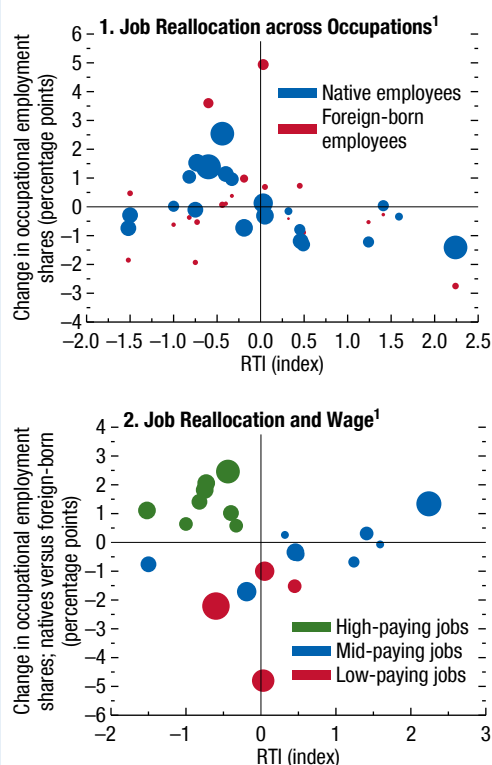 1. Job Reallocation across Occupations1
Change in occupational employment
shares (percentage points)
6
5
4
3
2
1
0
–1
–2
–3
–4
Native employees
Foreign-born
employees
–2.0 –1.5 –1.0 –0.5 0.0 0.5 1.0 1.5 2.0 2.5
RTI (index)
2. Job Reallocation and Wage1
Change in occupational employment
shares; natives versus foreign-born
(percentage points)
4
3
2
1
0
–1
–2
–3
–4
–5
–6
High-paying jobs
Mid-paying jobs
Low-paying jobs
–2 –1 0 1 2 3
RTI (index)